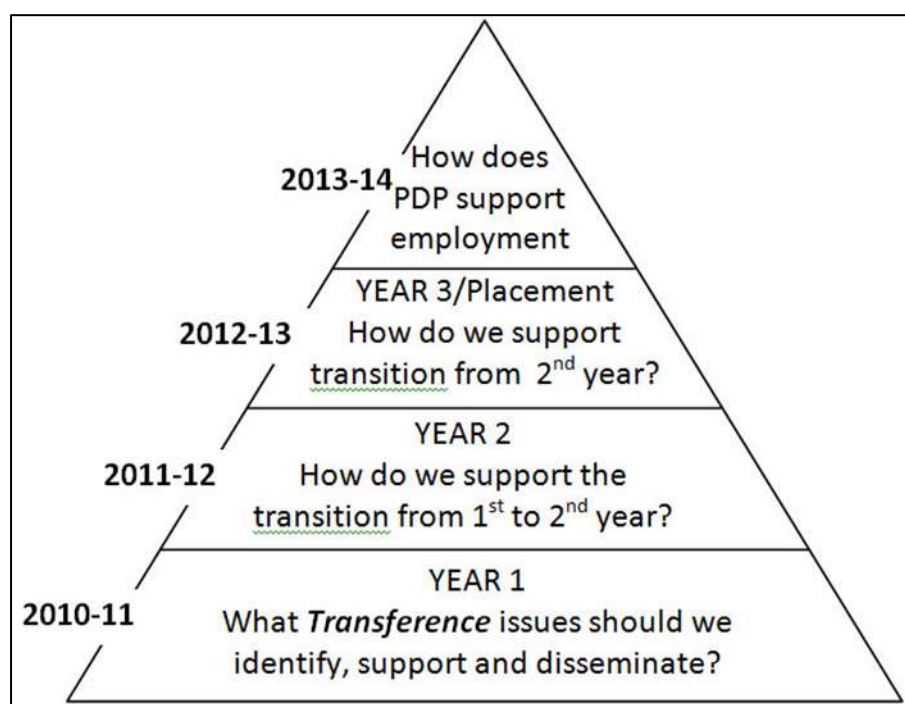 2013-14
How does
PDP support
employment
2012-13
YEAR 3/Placement
How do we support
transition from 2nd year?
2011-12
YEAR 2
How do we support the
transition from 1st to 2nd year?
2010-11
YEAR 1
What Transference issues should we
identify, support and disseminate?